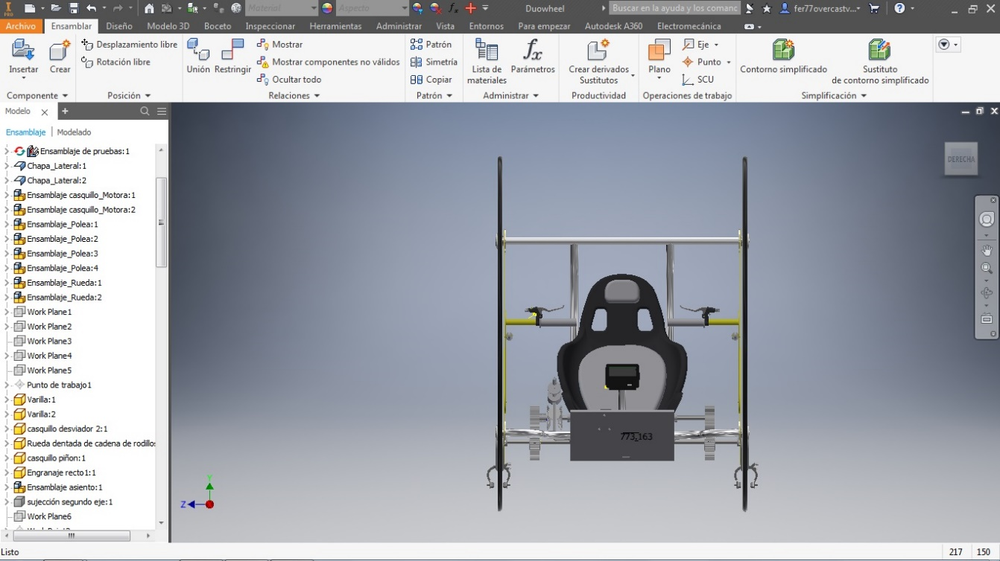 PRO
Material
Aspecto
Duowheel
Buscar en la ayuda y los comanc
fer77overcastv...
Archivo Ensamblar Diseño Modelo 3D Boceto Inspeccionar Herramientas Administrar Vista Entornos Para empezar Autodesk A360 Electromecánica
Insertar
Crear
Desplazamiento libre
Rotación libre
Componente
Posición
Unión
Restringir
Mostrar
Mostrar componentes no válidos
Ocultar todo
Relaciones
Patrón
Simetría
Copiar
Patrón
Lista de
materiales
Parámetros
Administrar
Crear derivados
Sustitutos
Productividad
Plano
Eje
Punto
SCU
Operaciones de trabajo
Contorno simplificado
Sustituto
de contorno simplificado
Simplificación
Modelo
Ensamblaje | Modelado
Ensamblaje de pruebas:1
Chapa_Lateral:1
Chapa_Lateral:2
Ensamblaje casquillo_Motora:1
Ensamblaje casquillo_Motora:2
Ensamblaje_Polea:1
Ensamblaje_Polea:2
Ensamblaje_Polea:3
Ensamblaje_Polea:4
Ensamblaje_Rueda:1
Ensamblaje_Rueda:2
Work Plane1
Work Plane2
Work Plane3
Work Plane4
Work Plane5
Punto de trabajo1
Varilla:1
Varilla:2
casquillo desviador 2:1
Rueda dentada de cadena de rodillo
casquillo piñon:1
Engranaje recto1:1
Ensamblaje asiento:1
sujección segundo eje:1
Work Plane6
DERECHA
773,163
Y
Z
Listo
217 150